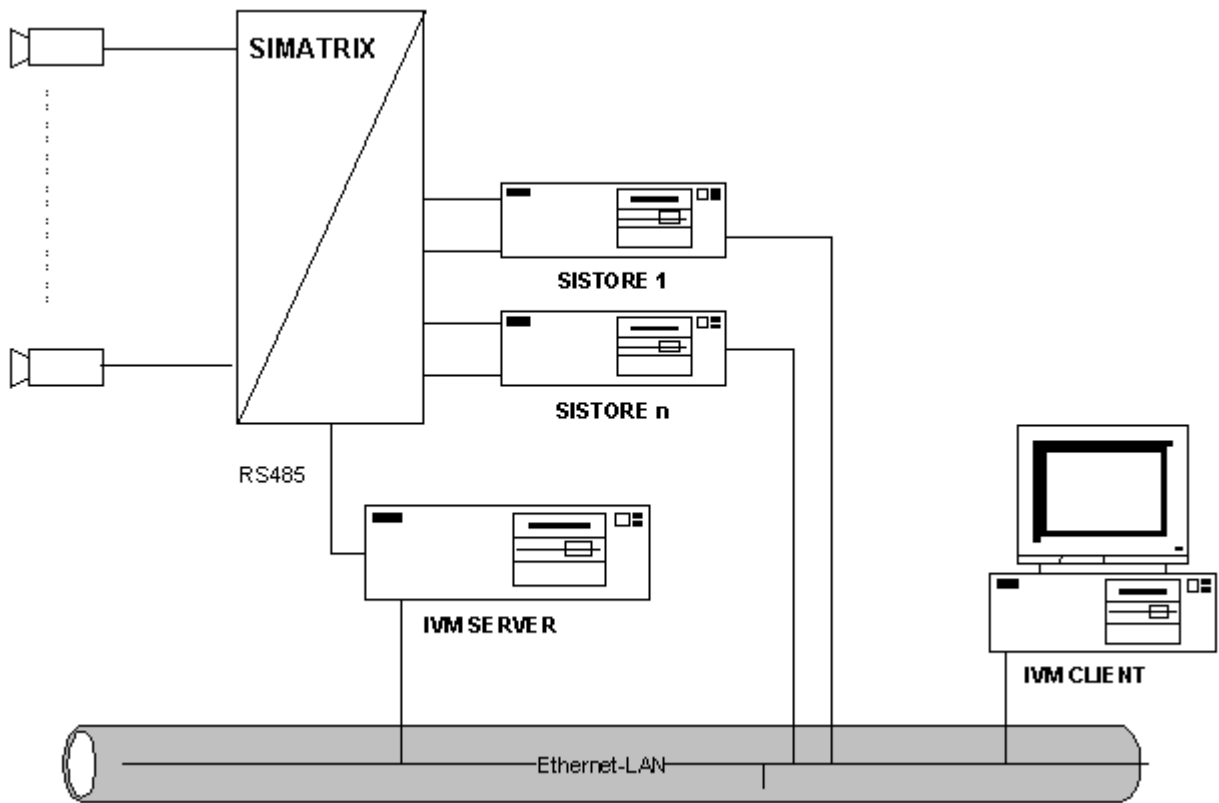 SIMATRIX
SISTORE 1
SISTORE n
RS485
IVM SERVER
IVM CLIENT
Ethernet-LAN